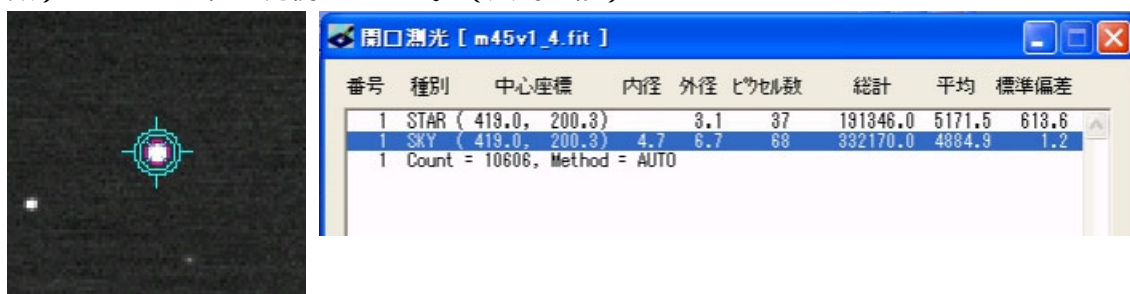 開口測光 [ m45v1_4.fit ]
番号 種別 中心座標 内径 外径 ピクセル数 総計 平均 標準偏差
1 STAR ( 419.0, 200.3) 3.1 37 191346.0 5171.5 613.6
1 SKY ( 419.0, 200.3) 4.7 6.7 68 332170.0 4884.9 1.2
1 Count = 10606, Method = AUTO